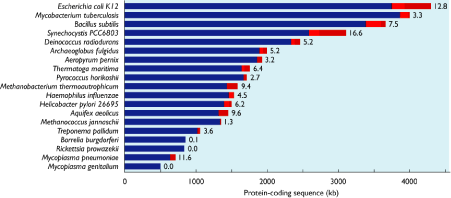 Escherichia coli K12 12.8
Mycobacterium tuberculosis 3.3
Bacillus subtilis 7.5
Synechocystis PCC6803 16.6
Deinococcus radiodurans 5.2
Archaeoglobus fulgidus 5.2
Aeropyrum pernix 3.2
Thermotoga maritima 6.4
Pyrococcus horikoshii 2.7
Methanobacterium thermoautotrophicum 9.4
Haemophilus influenzae 4.5
Helicobacter pylori 26695 6.2
Aquifex aeolicus 9.6
Methanococcus jannaschii 1.3
Treponema pallidum 3.6
Borrelia burgdorferi 0.1
Rickettsia prowazekii 0.0
Mycoplasma pneumoniae 11.6
Mycoplasma genitalium 0.0
0 1000 2000 3000 4000
Protein-coding sequence (kb)